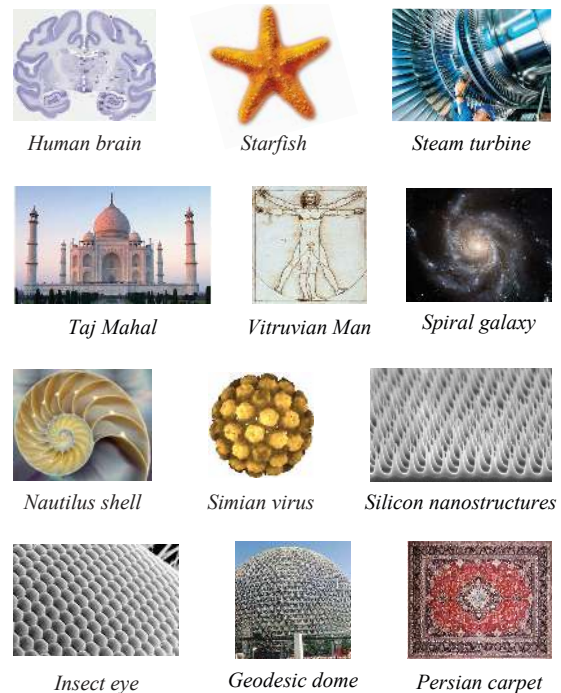 Human brain
Starfish
Steam turbine
Taj Mahal
Vitruvian Man
Spiral galaxy
Nautilus shell
Simian virus
Silicon nanostructures
Insect eye
Geodesic dome
Persian carpet